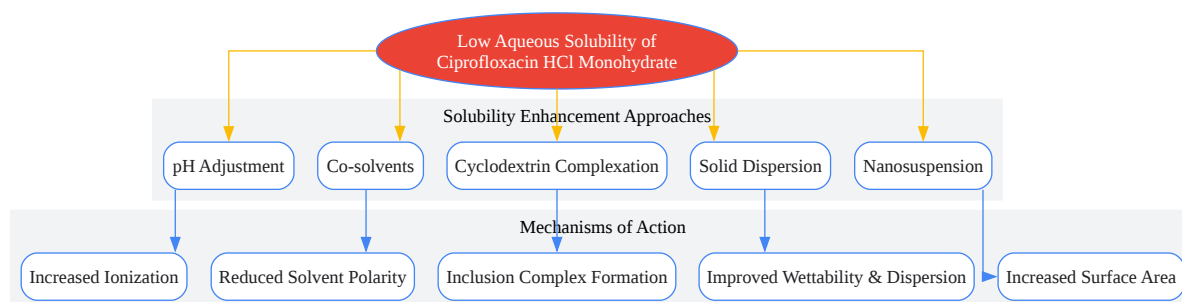 Low Aqueous Solubility of
Ciprofloxacin HCl Monohydrate
Solubility Enhancement Approaches
pH Adjustment
Co-solvents
Cyclodextrin Complexation
Solid Dispersion
Nanosuspension
Mechanisms of Action
Increased Ionization
Reduced Solvent Polarity
Inclusion Complex Formation
Improved Wettability & Dispersion
Increased Surface Area